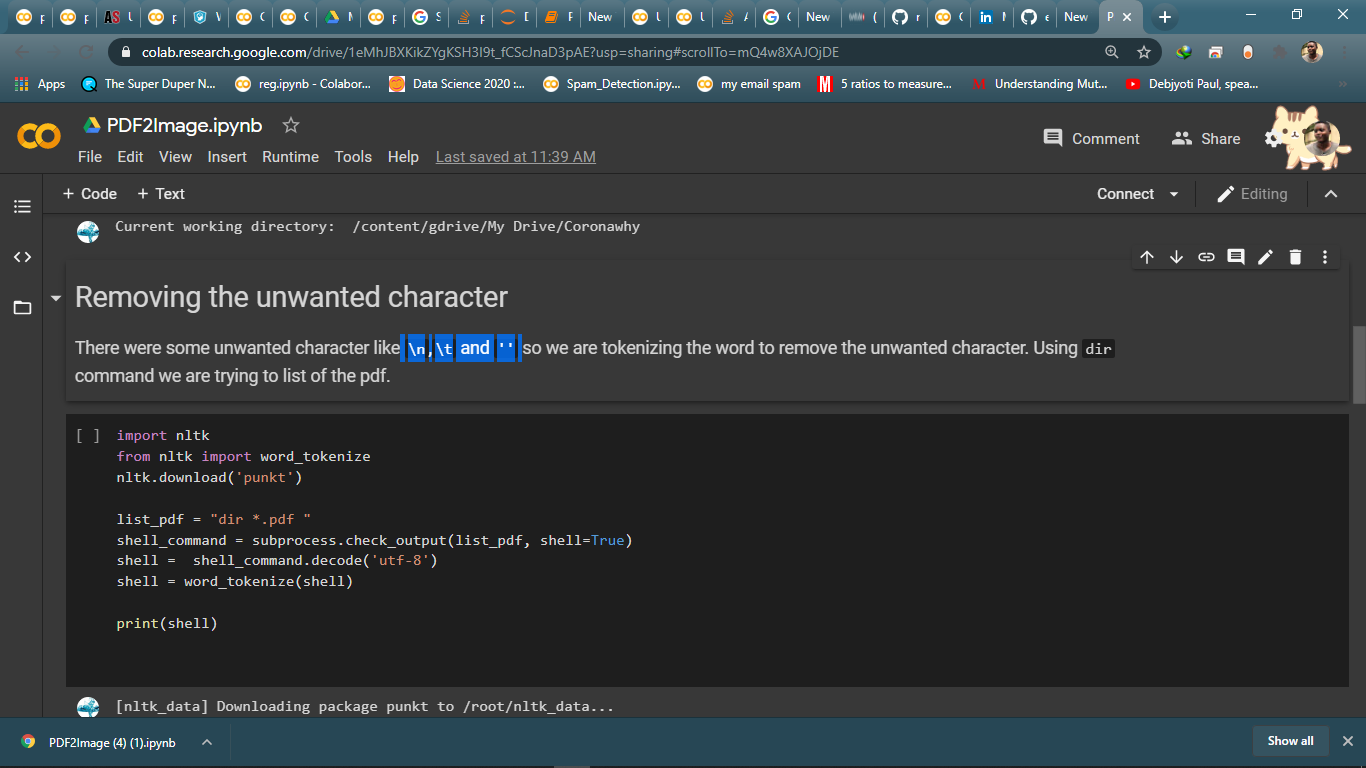 colab.research.google.com/drive/1eMhJBXKikZYgKSH3I9t_fCScJnaD3pAE?usp=sharing#scrollTo=mQ4w8XAJOjDE
Apps The Super Duper N... reg.ipynb - Colabor... Data Science 2020 :... Spam_Detection.ipy... my email spam 5 ratios to measure... Understanding Mut... Debjyoti Paul, spea...
PDF2Image.ipynb
Comment Share
File Edit View Insert Runtime Tools Help Last saved at 11:39 AM
+ Code + Text Connect Editing
Current working directory:  /content/gdrive/My Drive/Coronawhy
Removing the unwanted character
There were some unwanted character like \n,\t and '' so we are tokenizing the word to remove the unwanted character. Using dir
command we are trying to list of the pdf.
[ ] import nltk
from nltk import word_tokenize
nltk.download('punkt')
list_pdf = "dir *.pdf "
shell_command = subprocess.check_output(list_pdf, shell=True)
shell =  shell_command.decode('utf-8')
shell = word_tokenize(shell)
print(shell)
[nltk_data] Downloading package punkt to /root/nltk_data...
PDF2Image (4) (1).ipynb Show all